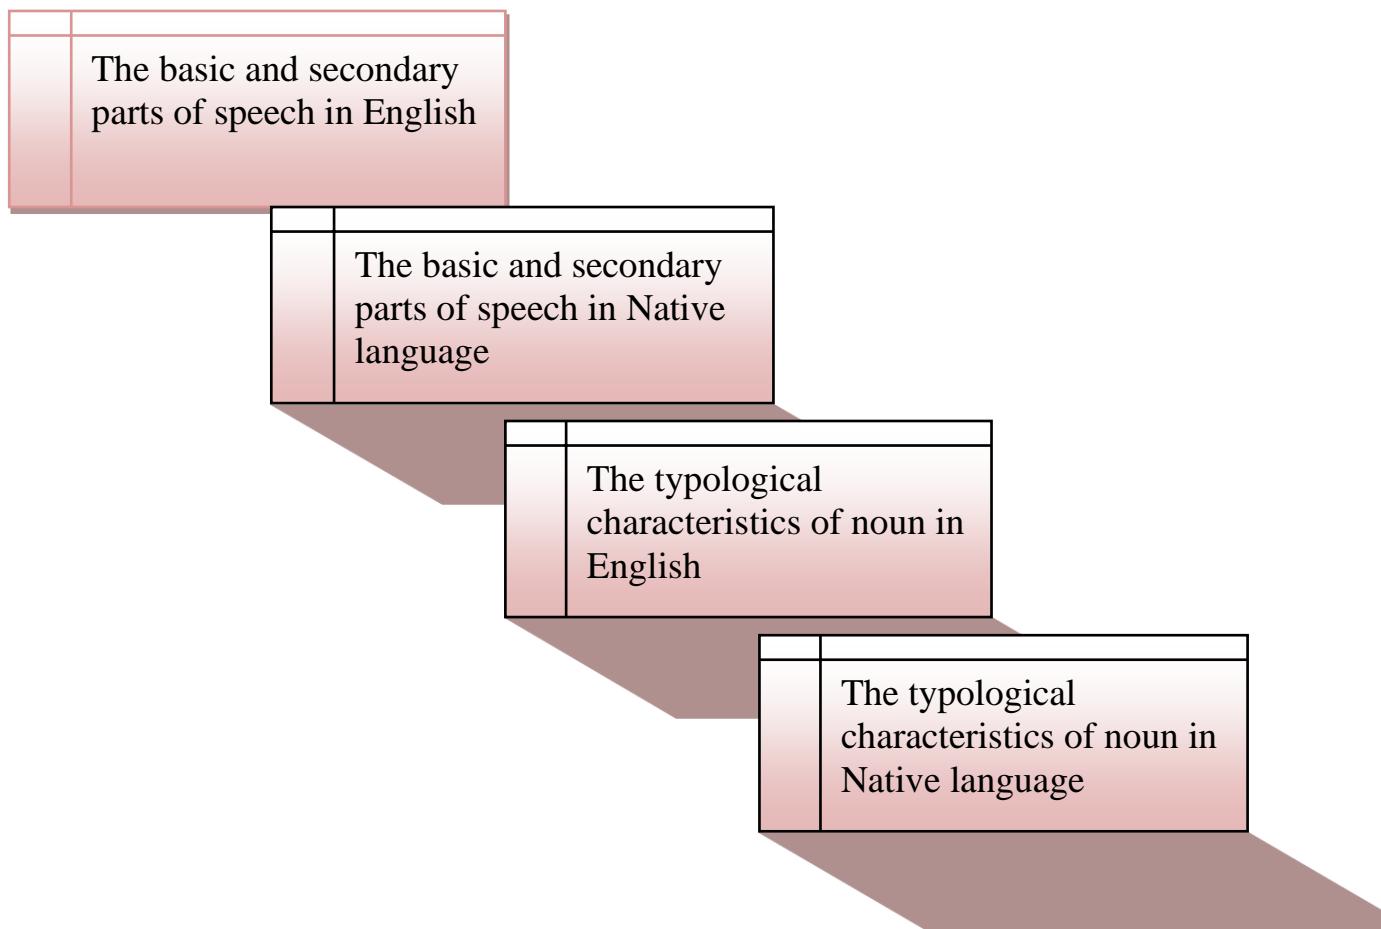 The basic and secondary
parts of speech in English
The basic and secondary
parts of speech in Native
language
The typological
characteristics of noun in
English
The typological
characteristics of noun in
Native language